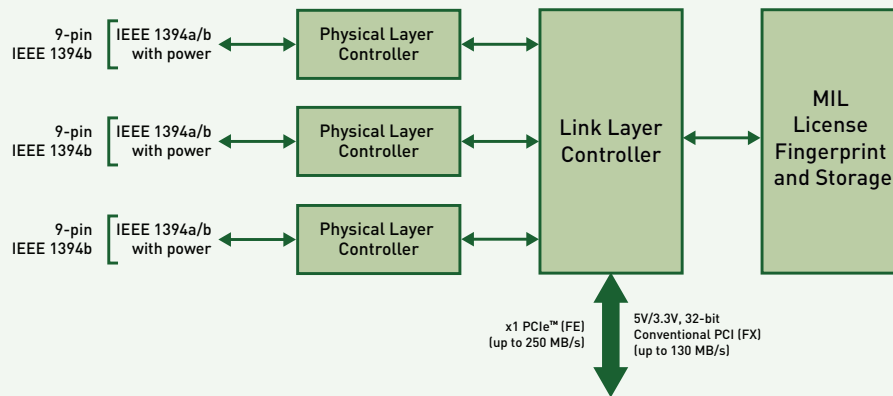 9-pin
IEEE 1394b
IEEE 1394a/b
with power
Physical Layer
Controller
9-pin
IEEE 1394b
IEEE 1394a/b
with power
Physical Layer
Controller
9-pin
IEEE 1394b
IEEE 1394a/b
with power
Physical Layer
Controller
Link Layer
Controller
MIL
License
Fingerprint
and Storage
x1 PCIe™ (FE)
(up to 250 MB/s)
5V/3.3V, 32-bit
Conventional PCI (FX)
(up to 130 MB/s)